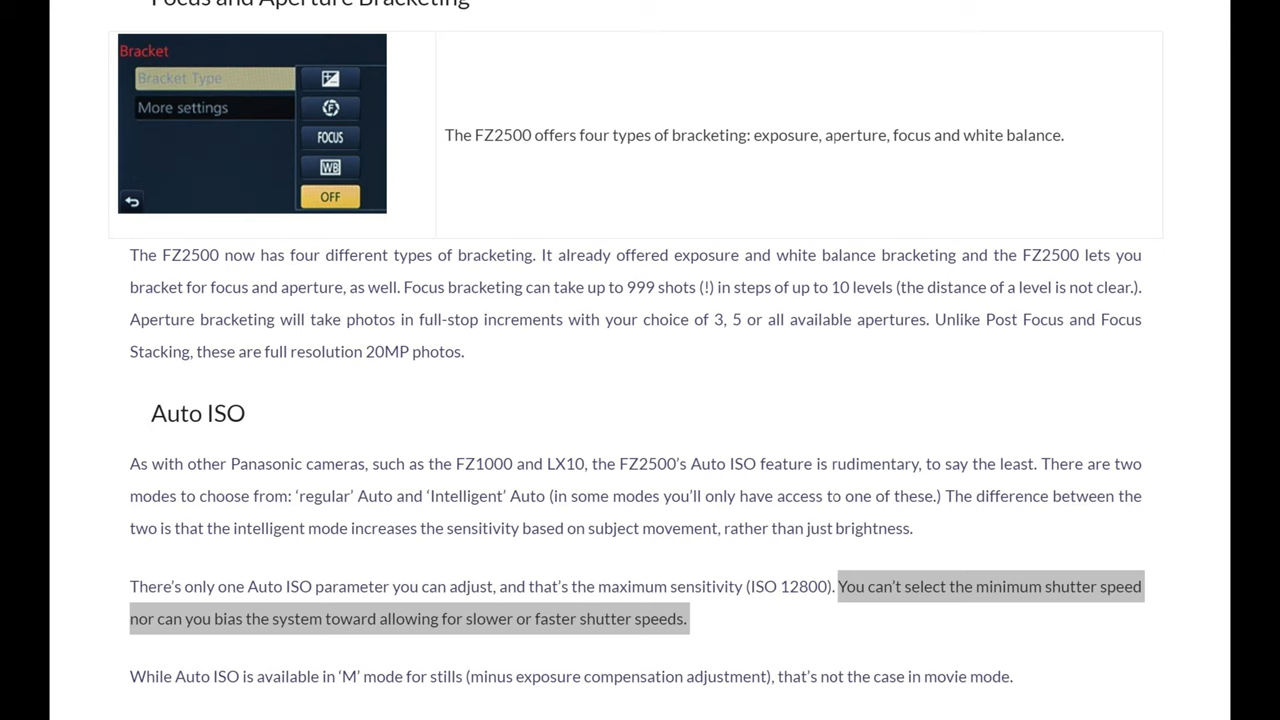 Focus and Aperture Bracketing
Bracket
Bracket Type
More settings
F
FOCUS
WB
OFF
The FZ2500 offers four types of bracketing: exposure, aperture, focus and white balance.
The FZ2500 now has four different types of bracketing. It already offered exposure and white balance bracketing and the FZ2500 lets you
bracket for focus and aperture, as well. Focus bracketing can take up to 999 shots (!) in steps of up to 10 levels (the distance of a level is not clear.).
Aperture bracketing will take photos in full-stop increments with your choice of 3, 5 or all available apertures. Unlike Post Focus and Focus
Stacking, these are full resolution 20MP photos.
Auto ISO
As with other Panasonic cameras, such as the FZ1000 and LX10, the FZ2500’s Auto ISO feature is rudimentary, to say the least. There are two
modes to choose from: ‘regular’ Auto and ‘Intelligent’ Auto (in some modes you’ll only have access to one of these.) The difference between the
two is that the intelligent mode increases the sensitivity based on subject movement, rather than just brightness.
There’s only one Auto ISO parameter you can adjust, and that’s the maximum sensitivity (ISO 12800). You can’t select the minimum shutter speed
nor can you bias the system toward allowing for slower or faster shutter speeds.
While Auto ISO is available in ‘M’ mode for stills (minus exposure compensation adjustment), that’s not the case in movie mode.